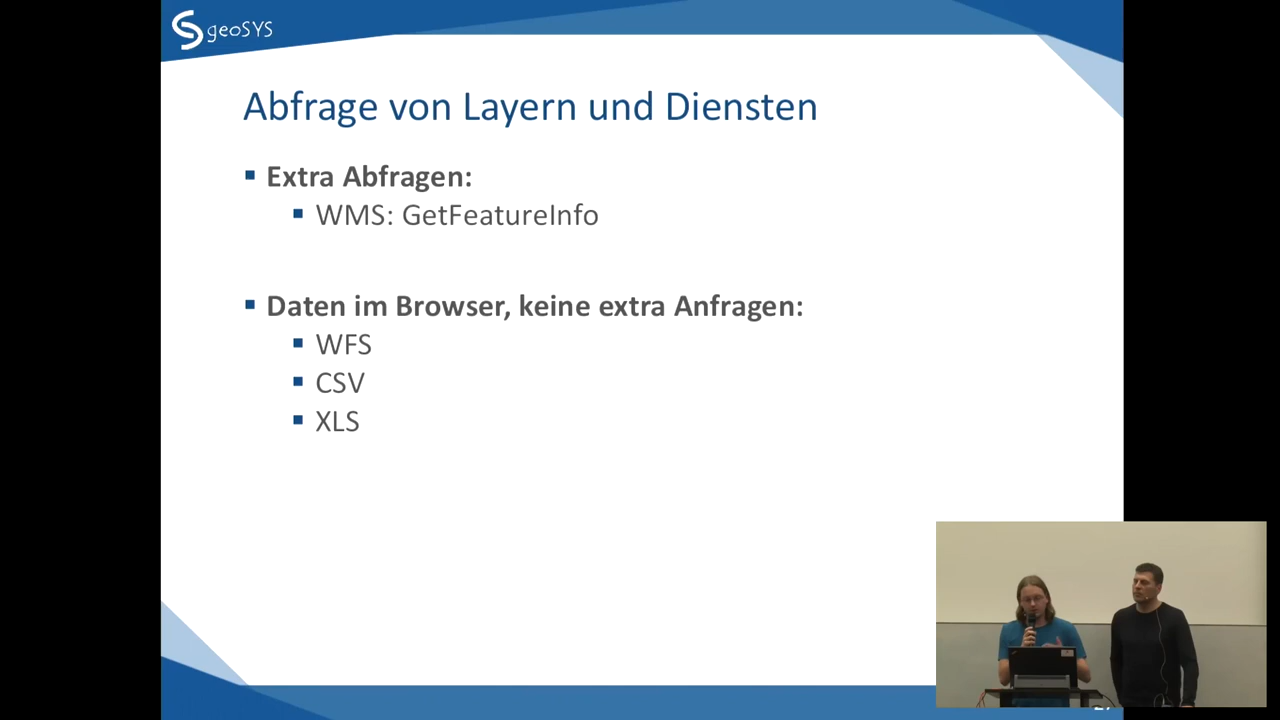 geoSYS
Abfrage von Layern und Diensten
Extra Abfragen:
WMS: GetFeatureInfo
Daten im Browser, keine extra Anfragen:
WFS
CSV
XLS